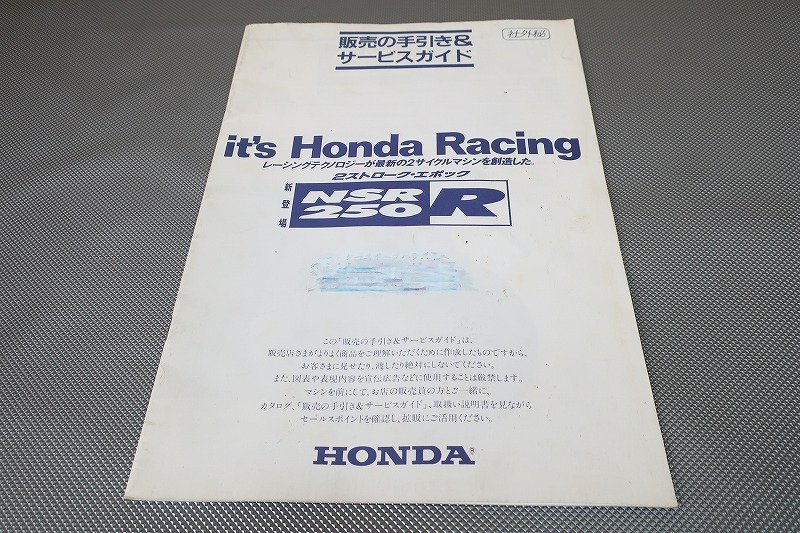 販売の手引き&
サービスガイド
社外秘
it's Honda Racing
レーシングテクノロジーが最新の2サイクルマシンを創造した。
2ストローク・エポック
新登場
NSR
250
R
この「販売の手引き&サービスガイド」は、
販売店さまがよりよく商品をご理解いただくために作成したものですから、
お客さまに見せたり、渡したり絶対にしないでください。
また、図表や表現内容を宣伝広告などに使用することは厳禁します。
マシンを前にして、お店の販売員の方とご一緒に、
カタログ、「販売の手引き&サービスガイド」、取扱い説明書を見ながら、
セールスポイントを確認し、拡販にご活用ください。
HONDA®